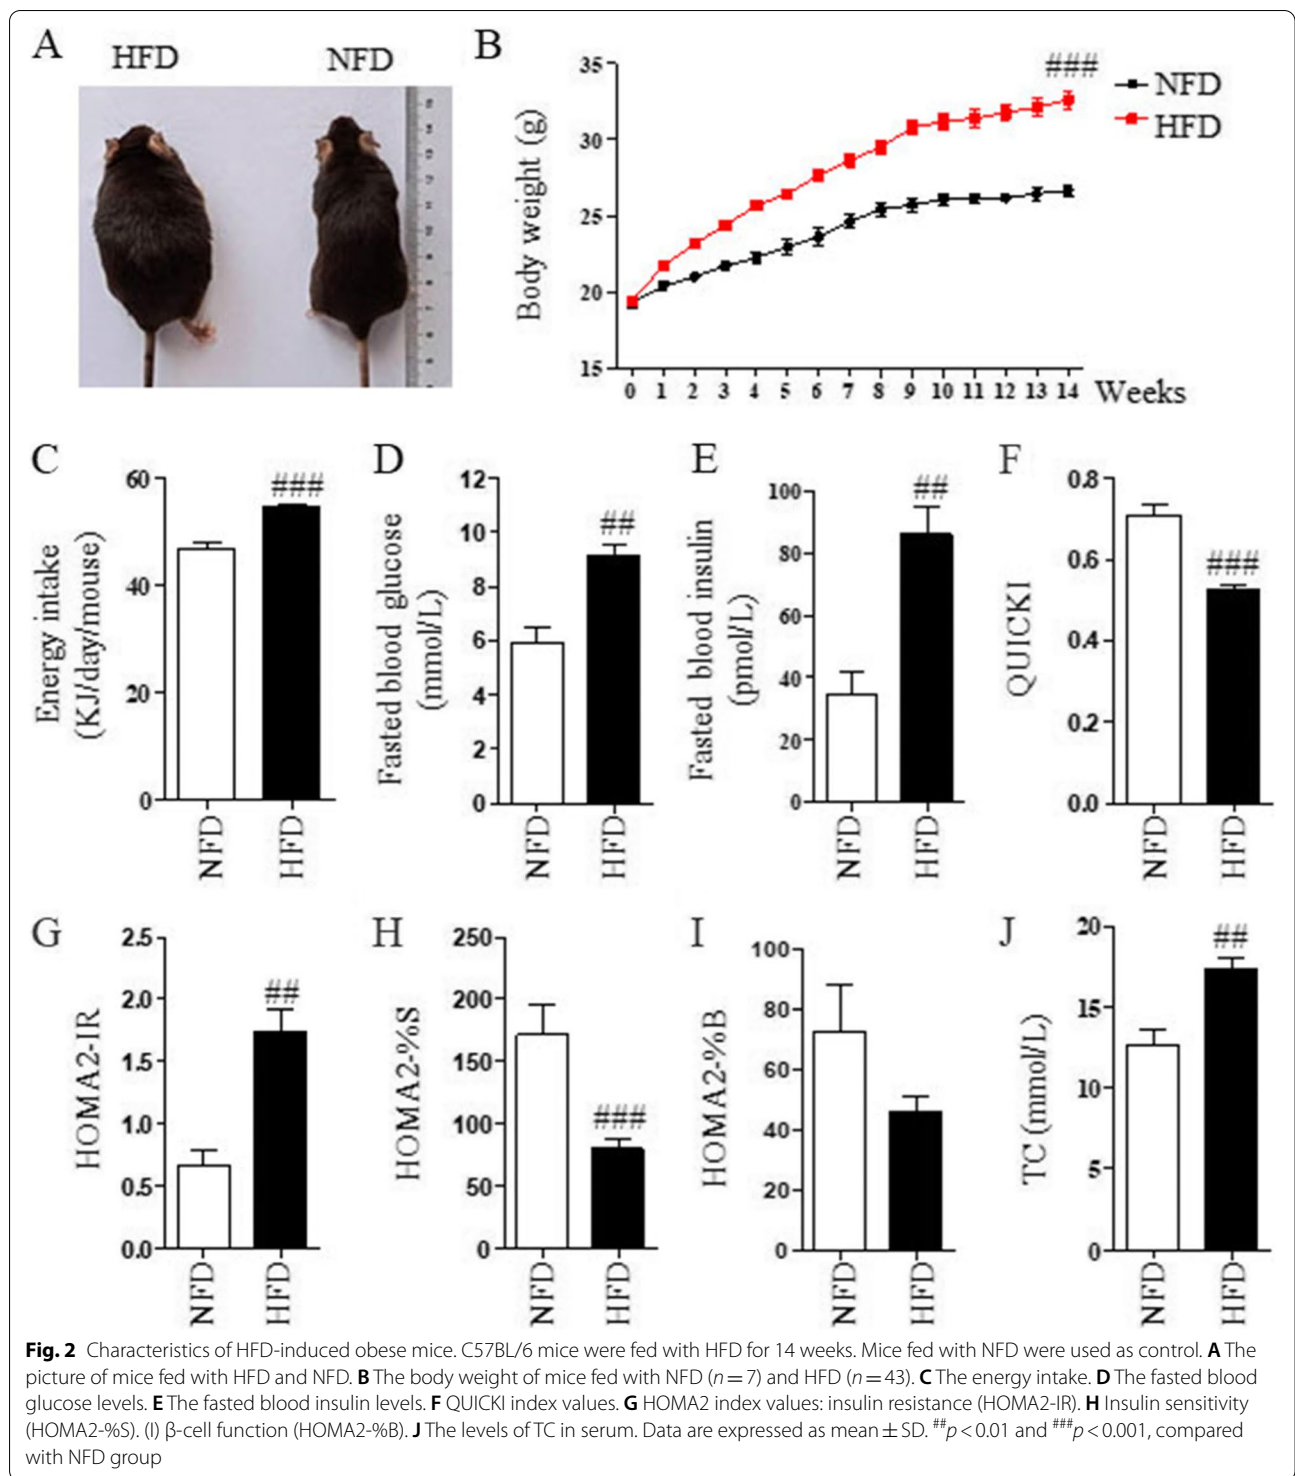 A
HFD
NFD
B
Body weight (g)
35
30
25
20
15
0 1 2 3 4 5 6 7 8 9 10 11 12 13 14
Weeks
###
NFD
HFD
C
Energy intake
(KJ/day/mouse)
60
40
20
0
###
NFD
HFD
D
Fasted blood glucose
(mmol/L)
12
10
8
6
4
2
0
##
NFD
HFD
E
Fasted blood insulin
(pmol/L)
100
80
60
40
20
0
##
NFD
HFD
F
QUICKI
0.8
0.6
0.4
0.2
0.0
###
NFD
HFD
G
HOMA2-IR
2.5
2.0
1.5
1.0
0.5
0.0
##
NFD
HFD
H
HOMA2-%S
250
200
150
100
50
0
###
NFD
HFD
I
HOMA2-%B
100
80
60
40
20
0
NFD
HFD
J
TC (mmol/L)
20
15
10
5
0
##
NFD
HFD
Fig. 2 Characteristics of HFD-induced obese mice. C57BL/6 mice were fed with HFD for 14 weeks. Mice fed with NFD were used as control. A The
picture of mice fed with HFD and NFD. B The body weight of mice fed with NFD (n = 7) and HFD (n = 43). C The energy intake. D The fasted blood
glucose levels. E The fasted blood insulin levels. F QUICKI index values. G HOMA2 index values: insulin resistance (HOMA2-IR). H Insulin sensitivity
(HOMA2-%S). (I) β-cell function (HOMA2-%B). J The levels of TC in serum. Data are expressed as mean ± SD. ##p < 0.01 and ###p < 0.001, compared
with NFD group